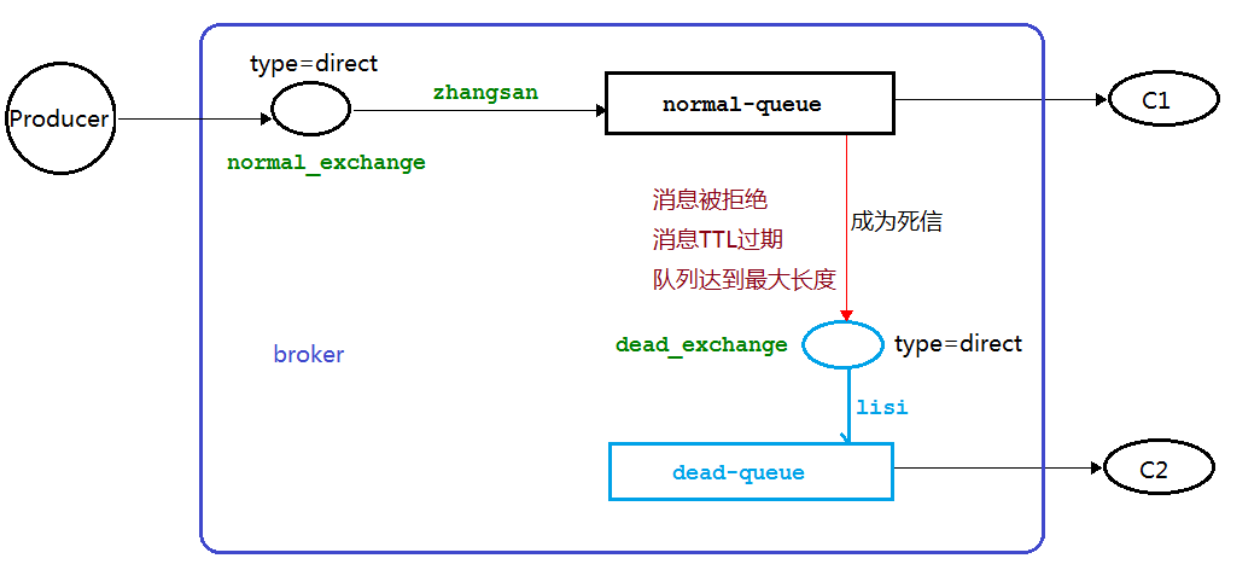 type=direct
zhangsan
normal-queue
C1
Producer
normal_exchange
消息被拒绝
成为死信
消息TTL过期
队列达到最大长度
dead_exchange
type=direct
broker
lisi
dead-queue
C2